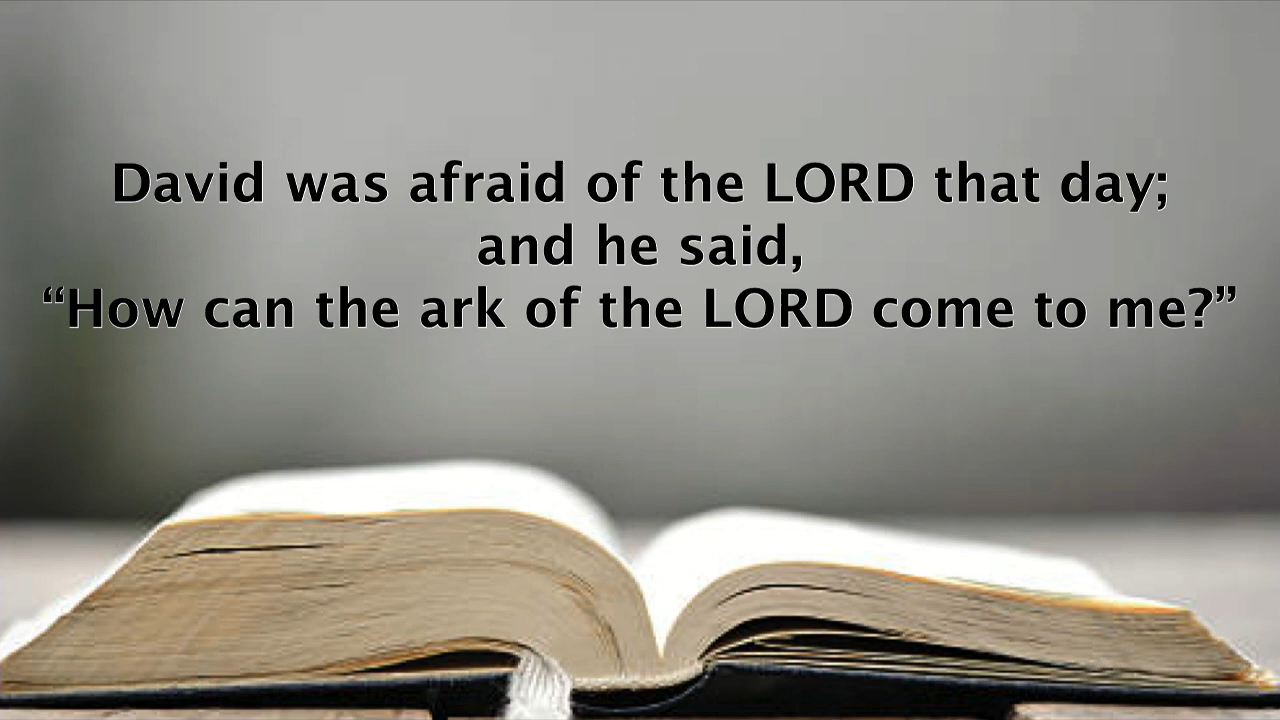 David was afraid of the LORD that day;
and he said,
“How can the ark of the LORD come to me?”